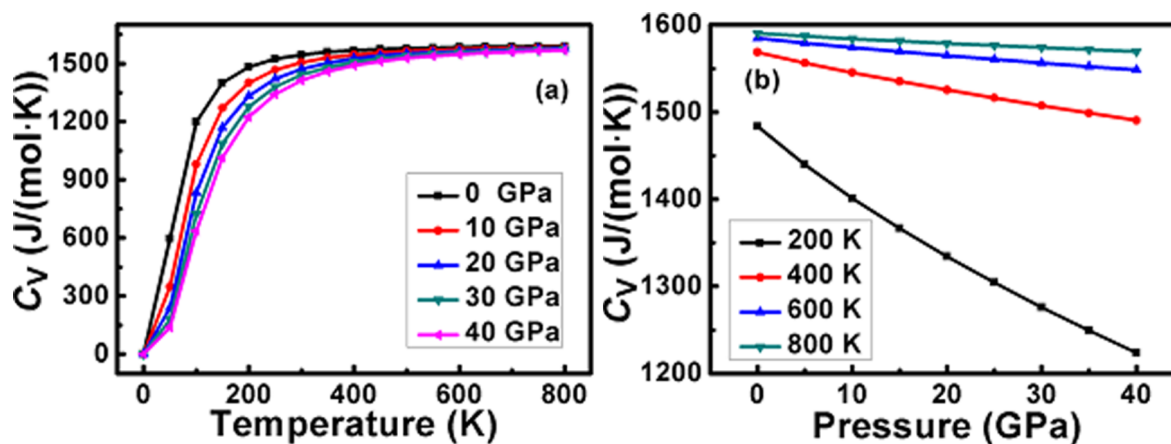 1500
1200
900
600
300
0
C_V (J/(mol·K))
(a)
0 GPa
10 GPa
20 GPa
30 GPa
40 GPa
0 200 400 600 800
Temperature (K)
1600
1500
1400
1300
1200
C_V (J/(mol·K))
(b)
200 K
400 K
600 K
800 K
0 10 20 30 40
Pressure (GPa)